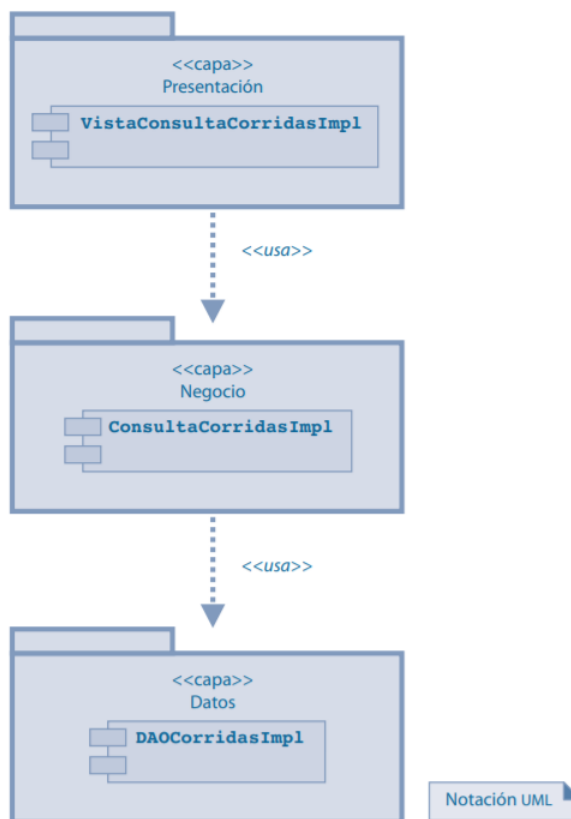 <<capa>>
Presentación
VistaConsultaCorridasImpl
<<usa>>
<<capa>>
Negocio
ConsultaCorridasImpl
<<usa>>
<<capa>>
Datos
DAOCorridasImpl
Notación UML